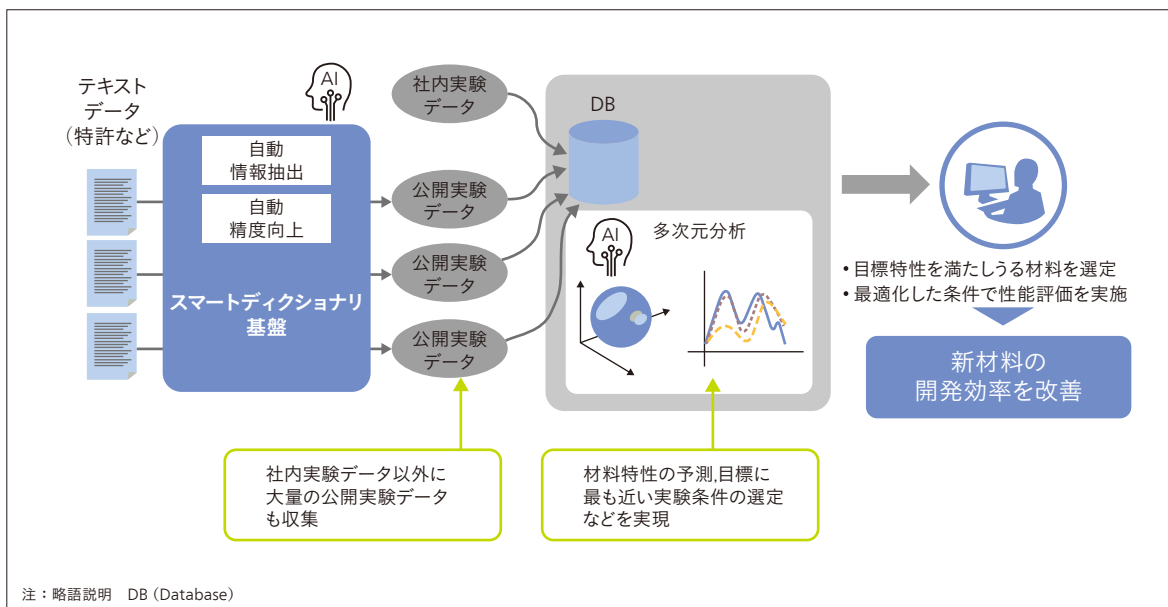 テキスト
データ
（特許など）
AI
自動
情報抽出
自動
精度向上
スマートディクショナリ
基盤
社内実験
データ
公開実験
データ
公開実験
データ
公開実験
データ
DB
AI
多次元分析
•目標特性を満たしうる材料を選定
•最適化した条件で性能評価を実施
新材料の
開発効率を改善
社内実験データ以外に
大量の公開実験データ
も収集
材料特性の予測,目標に
最も近い実験条件の選定
などを実現
注：略語説明　DB（Database）